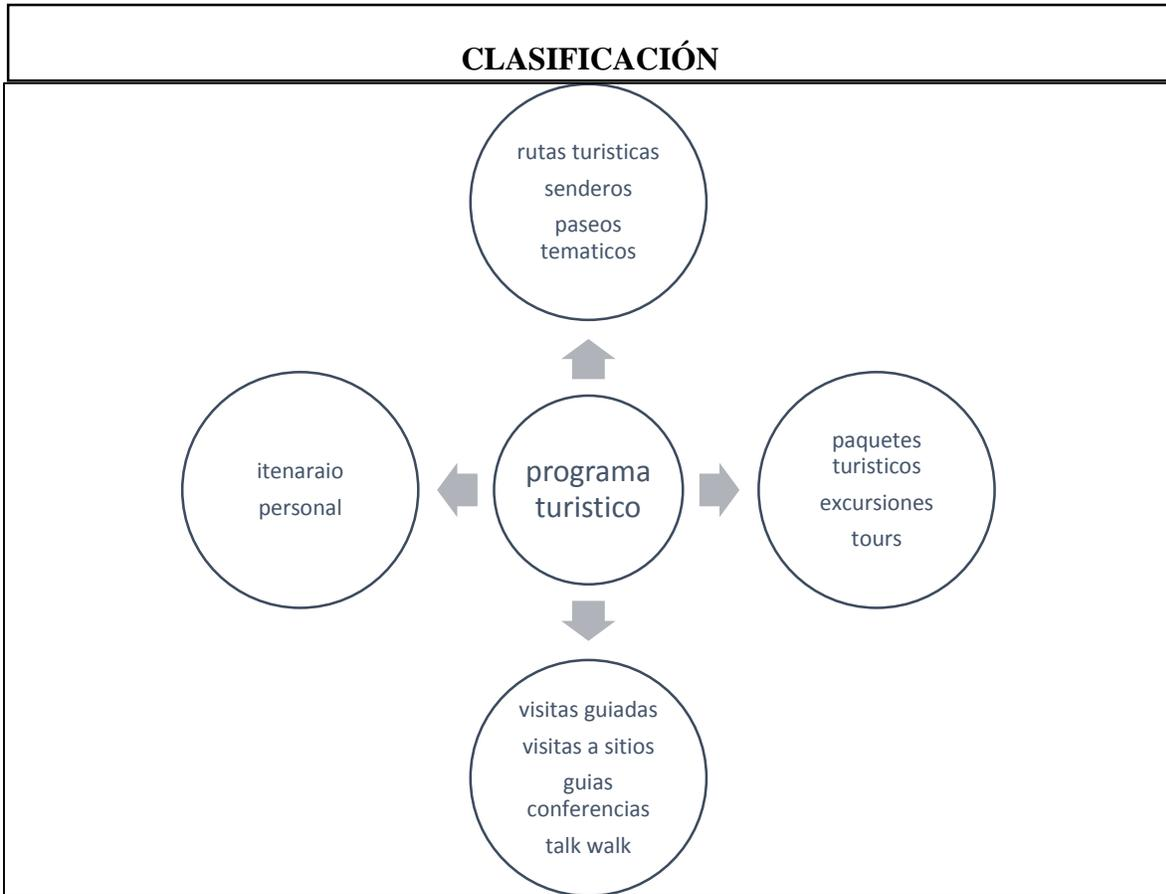 CLASIFICACIÓN
rutas turisticas
senderos
paseos
tematicos
itenaraio
personal
programa
turistico
paquetes
turisticos
excursiones
tours
visitas guiadas
visitas a sitios
guias
conferencias
talk walk